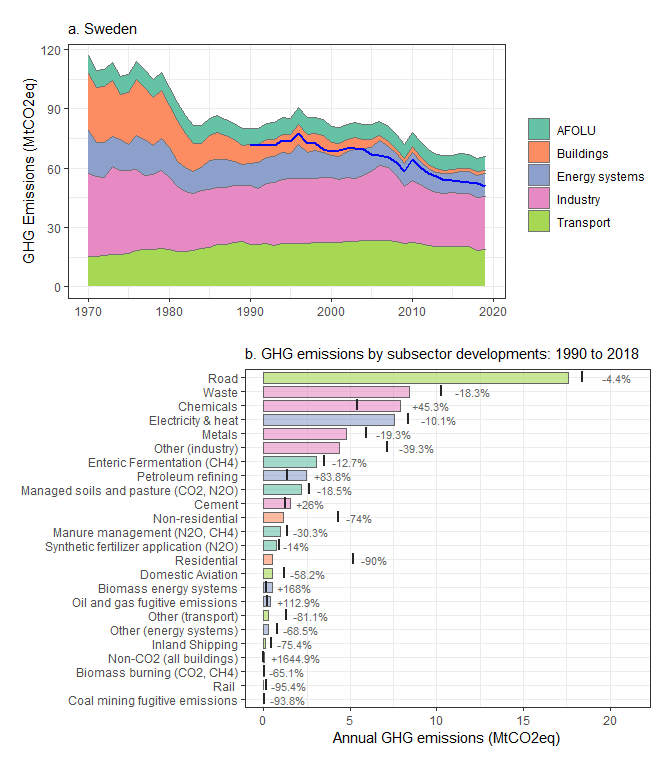 a. Sweden
120
90
60
30
0
GHG Emissions (MtCO2eq)
1970
1980
1990
2000
2010
2020
AFOLU
Buildings
Energy systems
Industry
Transport
b. GHG emissions by subsector developments: 1990 to 2018
Road -4.4%
Waste -18.3%
Chemicals +45.3%
Electricity & heat -10.1%
Metals -19.3%
Other (industry) -39.3%
Enteric Fermentation (CH4) -12.7%
Petroleum refining +83.8%
Managed soils and pasture (CO2, N2O) -18.5%
Cement +26%
Non-residential -74%
Manure management (N2O, CH4) -30.3%
Synthetic fertilizer application (N2O) -14%
Residential -90%
Domestic Aviation -58.2%
Biomass energy systems +168%
Oil and gas fugitive emissions +112.9%
Other (transport) -81.1%
Other (energy systems) -68.5%
Inland Shipping -75.4%
Non-CO2 (all buildings) +1644.9%
Biomass burning (CO2, CH4) -65.1%
Rail -95.4%
Coal mining fugitive emissions -93.8%
0
5
10
15
20
Annual GHG emissions (MtCO2eq)